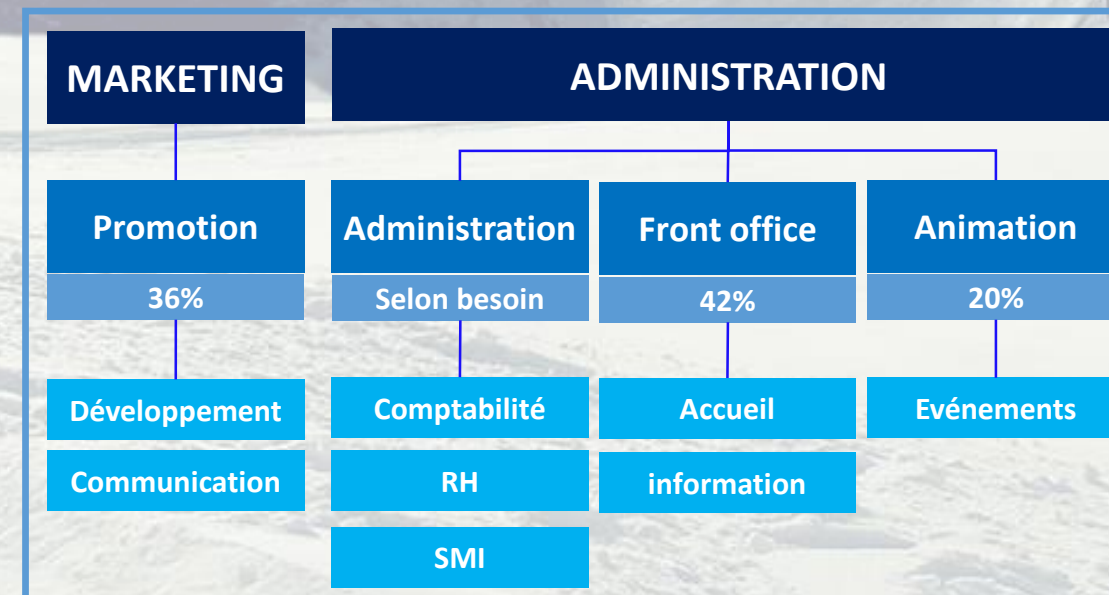 MARKETING
ADMINISTRATION
Promotion
Administration
Front office
Animation
36%
Selon besoin
42%
20%
Développement
Comptabilité
Accueil
Evénements
Communication
RH
information
SMI